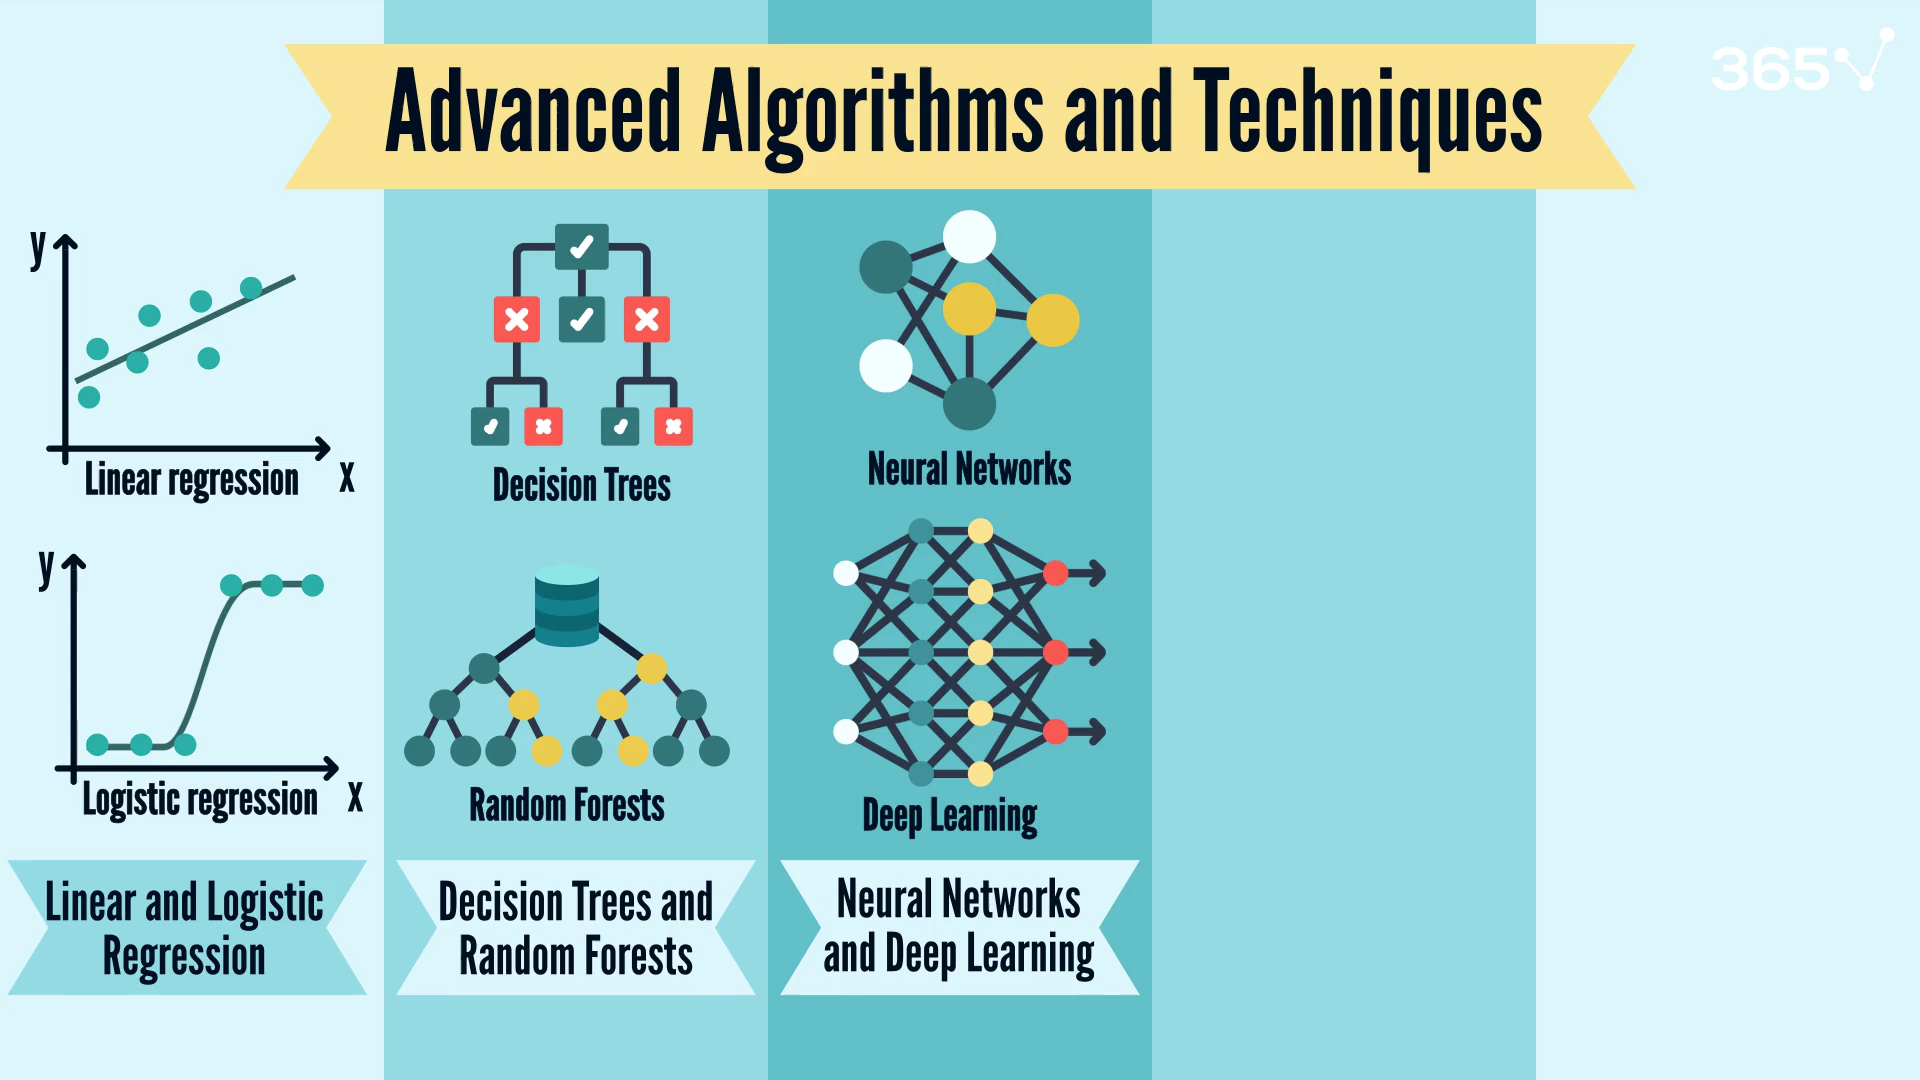 Advanced Algorithms and Techniques
365
y
Linear regression
x
y
Logistic regression
x
Linear and Logistic
Regression
Decision Trees
Random Forests
Decision Trees and
Random Forests
Neural Networks
Deep Learning
Neural Networks
and Deep Learning